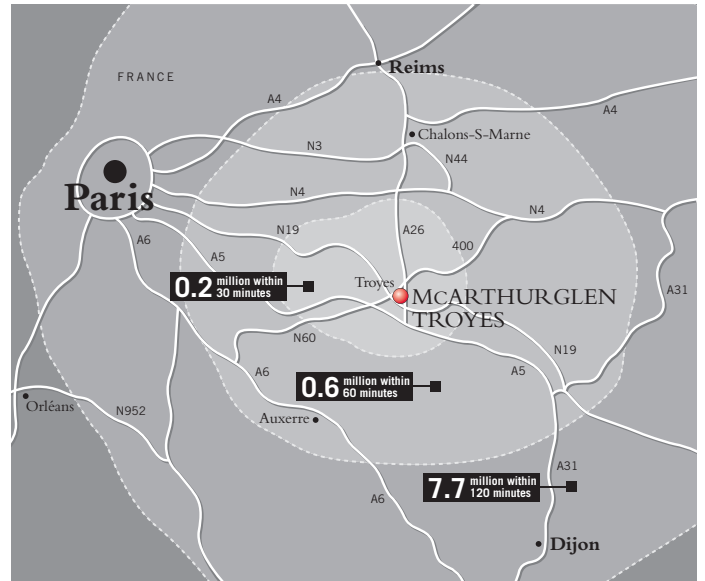 Reims
FRANCE
A4
A4
Chalons-S-Marne
N3
N44
Paris
N4
N4
A6
N19
A26
400
A5
Troyes
0.2 million within
30 minutes
McARTHURGLEN
TROYES
A31
N60
N19
A5
A6
0.6 million within
60 minutes
Orléans
N952
Auxerre
A31
7.7 million within
120 minutes
A6
Dijon